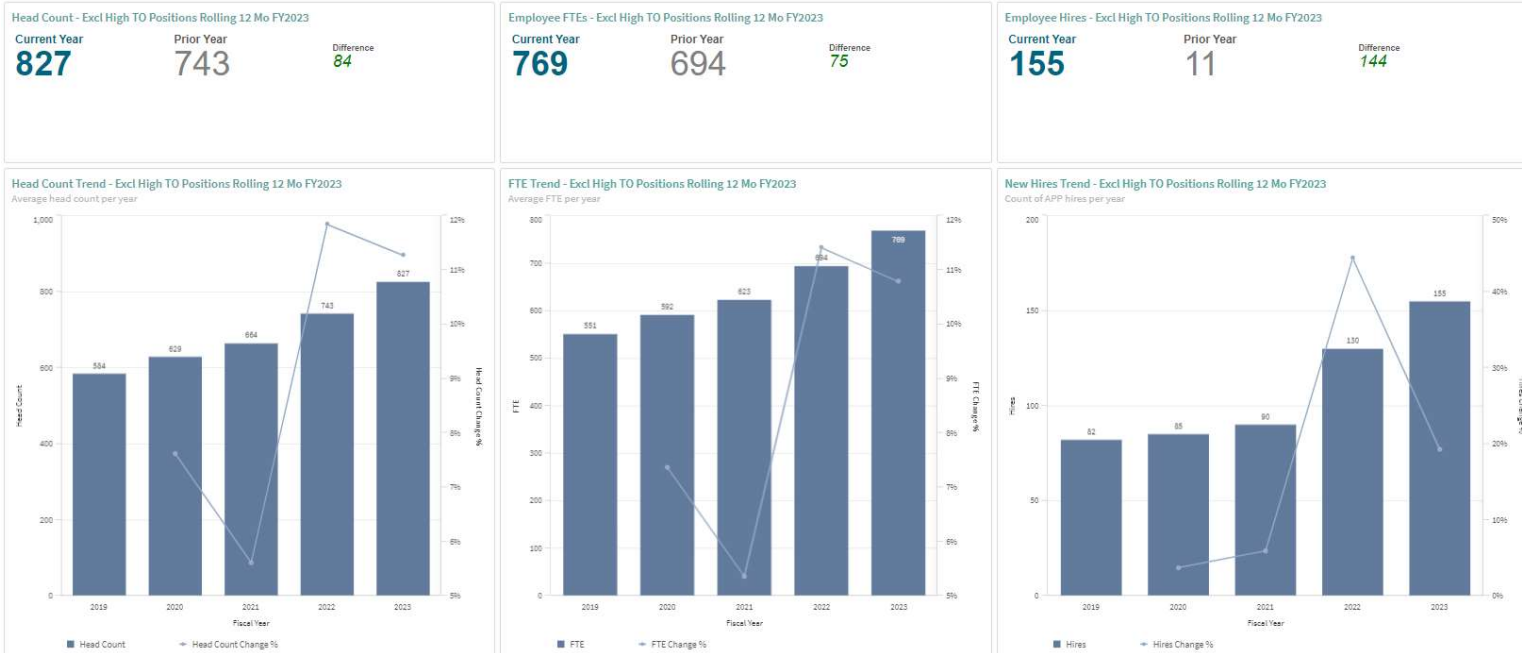 Head Count - Excl High TO Positions Rolling 12 Mo FY2023
Current Year
Prior Year
Difference
827
743
84
Employee FTEs - Excl High TO Positions Rolling 12 Mo FY2023
Current Year
Prior Year
Difference
769
694
75
Employee Hires - Excl High TO Positions Rolling 12 Mo FY2023
Current Year
Prior Year
Difference
155
11
144
Head Count Trend - Excl High TO Positions Rolling 12 Mo FY2023
Average head count per year
1,000
800
600
400
200
0
Head Count
584
629
664
743
827
12%
11%
10%
9%
8%
7%
6%
5%
Head Count Change %
2019
2020
2021
2022
2023
Fiscal Year
Head Count
Head Count Change %
FTE Trend - Excl High TO Positions Rolling 12 Mo FY2023
Average FTE per year
800
700
600
500
400
300
200
100
0
FTE
551
592
623
694
769
12%
11%
10%
9%
8%
7%
6%
5%
FTE Change %
2019
2020
2021
2022
2023
Fiscal Year
FTE
FTE Change %
New Hires Trend - Excl High TO Positions Rolling 12 Mo FY2023
Count of APP hires per year
200
150
100
50
0
Hires
82
85
90
130
155
50%
40%
30%
20%
10%
0%
2019
2020
2021
2022
2023
Fiscal Year
Hires
Hires Change %